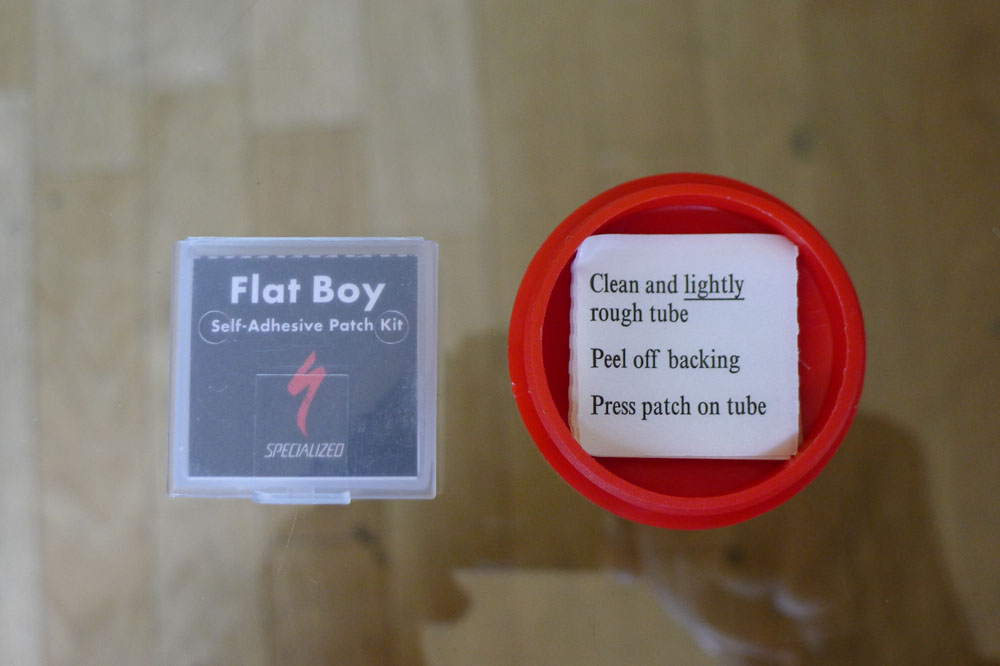 Flat Boy
Self-Adhesive Patch Kit
SPECIALIZED
Clean and lightly
rough tube
Peel off backing
Press patch on tube